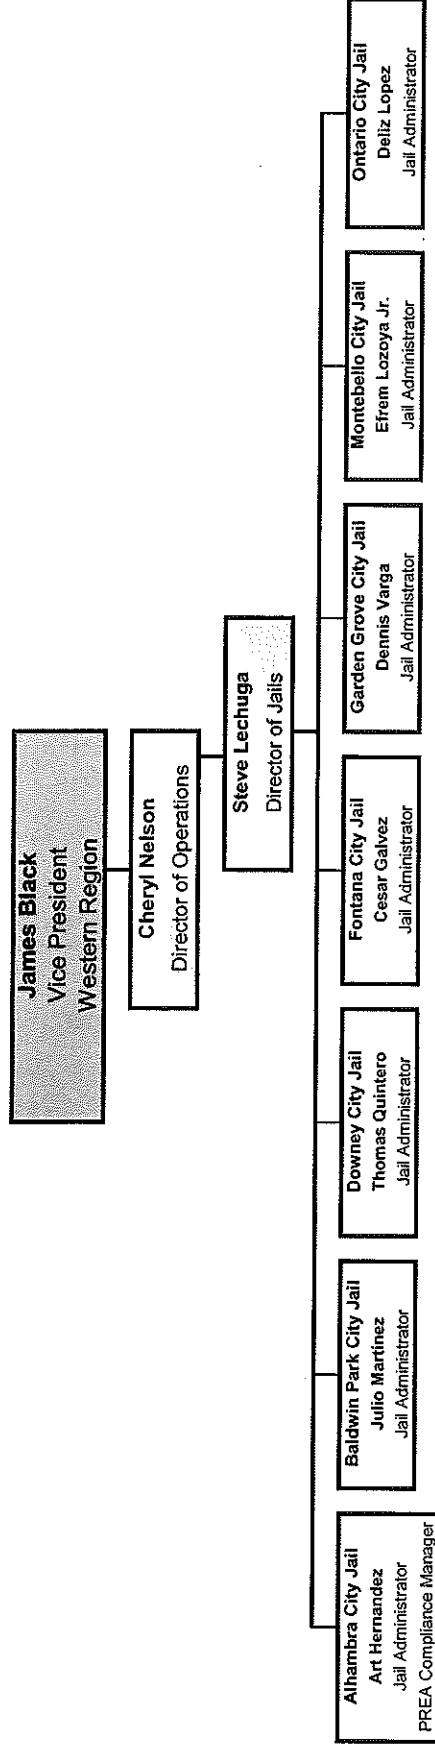 James Black
Vice President
Western Region
Cheryl Nelson
Director of Operations
Steve Lechuga
Director of Jails
Alhambra City Jail
Art Hernandez
Jail Administrator
PREA Compliance Manager
Baldwin Park City Jail
Julio Martinez
Jail Administrator
Downey City Jail
Thomas Quintero
Jail Administrator
Fontana City Jail
Cesar Galvez
Jail Administrator
Garden Grove City Jail
Dennis Varga
Jail Administrator
Montebello City Jail
Efrem Lozoya Jr.
Jail Administrator
Ontario City Jail
Deliz Lopez
Jail Administrator